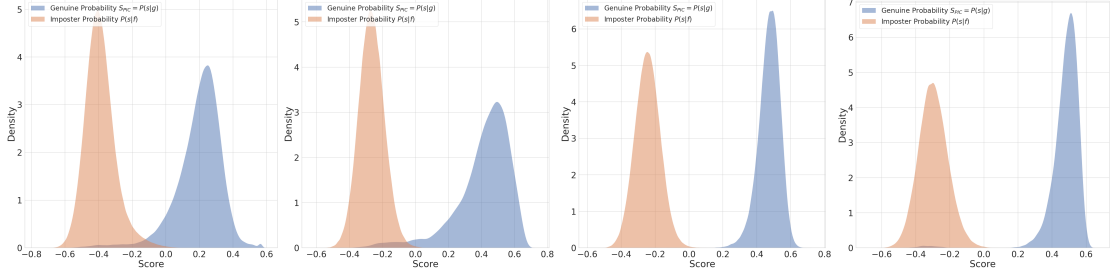 Genuine Probability S_PIC = P(s|g)
Imposter Probability P(s|f)
Density
5
4
3
2
1
0
−0.8 −0.6 −0.4 −0.2 0.0 0.2 0.4 0.6
Score
Genuine Probability S_PIC = P(s|g)
Imposter Probability P(s|f)
Density
5
4
3
2
1
0
−0.6 −0.4 −0.2 0.0 0.2 0.4 0.6 0.8
Score
Genuine Probability S_PIC = P(s|g)
Imposter Probability P(s|f)
Density
6
5
4
3
2
1
0
−0.6 −0.4 −0.2 0.0 0.2 0.4 0.6 0.8
Score
Genuine Probability S_PIC = P(s|g)
Imposter Probability P(s|f)
Density
7
6
5
4
3
2
1
0
−0.6 −0.4 −0.2 0.0 0.2 0.4 0.6
Score